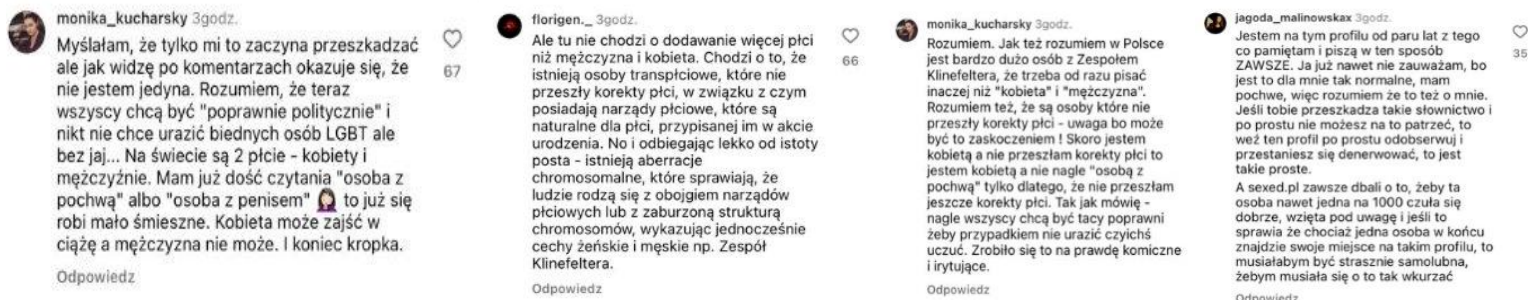 monika_kucharsky 3godz.
Myślałam, że tylko mi to zaczyna przeszkadzać
ale jak widzę po komentarzach okazuje się, że
nie jestem jedyna. Rozumiem, że teraz
wszyscy chcą być "poprawnie politycznie" i
nikt nie chce urazić biednych osób LGBT ale
bez jaj... Na świecie są 2 płcie - kobiety i
mężczyźnie. Mam już dość czytania "osoba z
pochwą" albo "osoba z penisem" 🤦🏻‍♀️ to już się
robi mało śmieszne. Kobieta może zajść w
ciążę a mężczyzna nie może. I koniec kropka.
67
Odpowiedz
florigen._ 3godz.
Ale tu nie chodzi o dodawanie więcej płci
niż mężczyzna i kobieta. Chodzi o to, że
istnieją osoby transpłciowe, które nie
przeszły korekty płci, w związku z czym
posiadają narządy płciowe, które są
naturalne dla płci, przypisanej im w akcie
urodzenia. No i odbiegając lekko od istoty
posta - istnieją aberracje
chromosomalne, które sprawiają, że
ludzie rodzą się z obojgiem narządów
płciowych lub z zaburzoną strukturą
chromosomów, wykazując jednocześnie
cechy żeńskie i męskie np. Zespół
Klinefeltera.
66
Odpowiedz
monika_kucharsky 3godz.
Rozumiem. Jak też rozumiem w Polsce
jest bardzo dużo osób z Zespołem
Klinefeltera, że trzeba od razu pisać
inaczej niż "kobieta" i "mężczyzna".
Rozumiem też, że są osoby które nie
przeszły korekty płci - uwaga bo może
być to zaskoczeniem ! Skoro jestem
kobietą a nie przeszłam korekty płci to
jestem kobietą a nie nagle "osobą z
pochwą" tylko dlatego, że nie przeszłam
jeszcze korekty płci. Tak jak mówię -
nagle wszyscy chcą być tacy poprawni
żeby przypadkiem nie urazić czyichś
uczuć. Zrobiło się to na prawdę komiczne
i irytujące.
Odpowiedz
jagoda_malinowskax 3godz.
Jestem na tym profilu od paru lat z tego
co pamiętam i piszą w ten sposób
ZAWSZE. Ja już nawet nie zauważam, bo
jest to dla mnie tak normalne, mam
pochwe, więc rozumiem że to też o mnie.
Jeśli tobie przeszkadza takie słownictwo i
po prostu nie możesz na to patrzeć, to
weź ten profil po prostu odobserwuj i
przestaniesz się denerwować, to jest
takie proste.
A sexed.pl zawsze dbali o to, żeby ta
osoba nawet jedna na 1000 czuła się
dobrze, wzięta pod uwagę i jeśli to
sprawia że chociaż jedna osoba w końcu
znajdzie swoje miejsce na takim profilu, to
musiałabym być strasznie samolubna,
żebym musiała się o to tak wkurzać
35
Odpowiedz